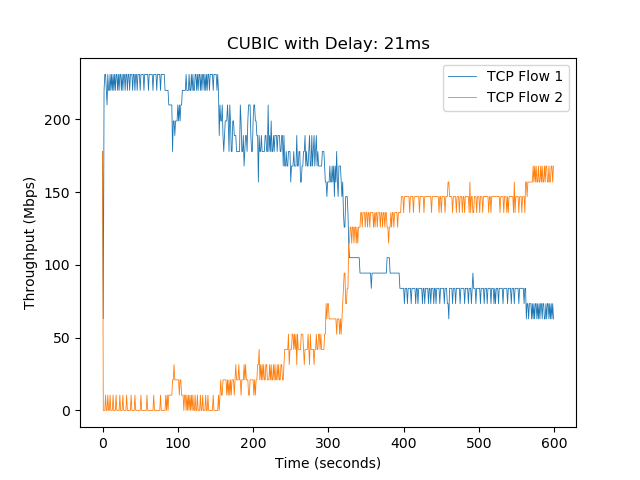 CUBIC with Delay: 21ms
TCP Flow 1
TCP Flow 2
Throughput (Mbps)
200
150
100
50
0
0 100 200 300 400 500 600
Time (seconds)